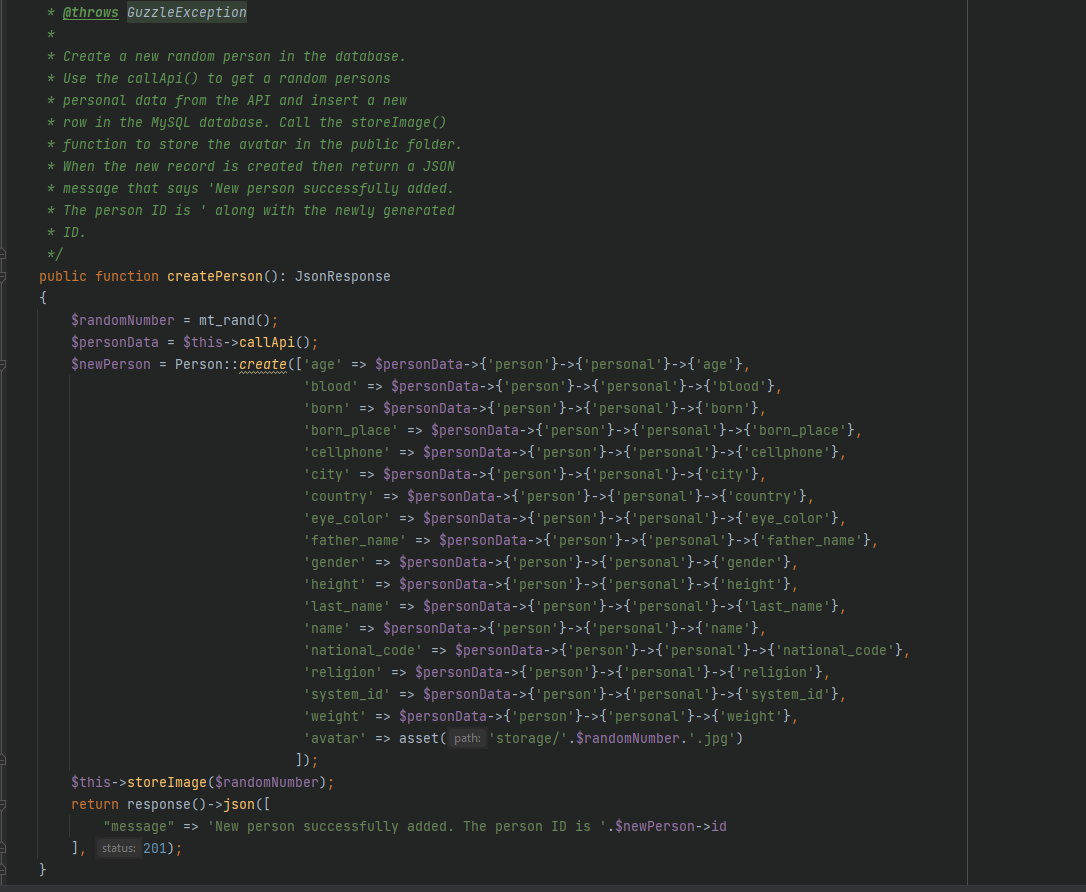 * @throws GuzzleException
*
* Create a new random person in the database.
* Use the callApi() to get a random persons
* personal data from the API and insert a new
* row in the MySQL database. Call the storeImage()
* function to store the avatar in the public folder.
* When the new record is created then return a JSON
* message that says 'New person successfully added.
* The person ID is ' along with the newly generated
* ID.
*/
public function createPerson(): JsonResponse
{
$randomNumber = mt_rand();
$personData = $this->callApi();
$newPerson = Person::create(['age' => $personData->{'person'}->{'personal'}->{'age'},
'blood' => $personData->{'person'}->{'personal'}->{'blood'},
'born' => $personData->{'person'}->{'personal'}->{'born'},
'born_place' => $personData->{'person'}->{'personal'}->{'born_place'},
'cellphone' => $personData->{'person'}->{'personal'}->{'cellphone'},
'city' => $personData->{'person'}->{'personal'}->{'city'},
'country' => $personData->{'person'}->{'personal'}->{'country'},
'eye_color' => $personData->{'person'}->{'personal'}->{'eye_color'},
'father_name' => $personData->{'person'}->{'personal'}->{'father_name'},
'gender' => $personData->{'person'}->{'personal'}->{'gender'},
'height' => $personData->{'person'}->{'personal'}->{'height'},
'last_name' => $personData->{'person'}->{'personal'}->{'last_name'},
'name' => $personData->{'person'}->{'personal'}->{'name'},
'national_code' => $personData->{'person'}->{'personal'}->{'national_code'},
'religion' => $personData->{'person'}->{'personal'}->{'religion'},
'system_id' => $personData->{'person'}->{'personal'}->{'system_id'},
'weight' => $personData->{'person'}->{'personal'}->{'weight'},
'avatar' => asset( path: 'storage/'.$randomNumber.'.jpg')
]);
$this->storeImage($randomNumber);
return response()->json([
"message" => 'New person successfully added. The person ID is '.$newPerson->id
], status: 201);
}